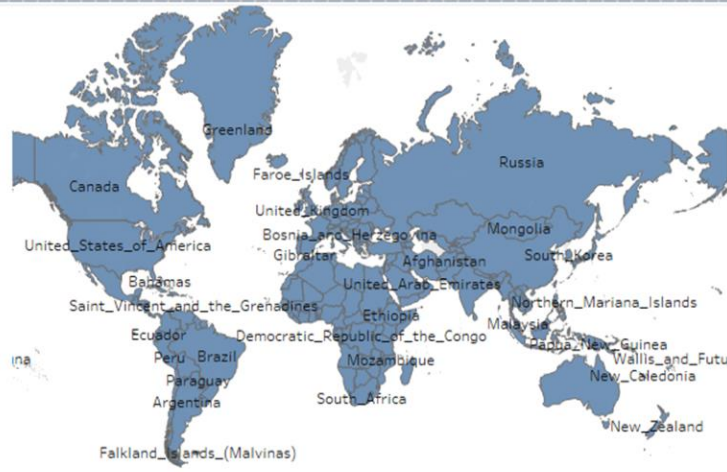 Greenland
Russia
Faroe_Islands
Canada
United_Kingdom
Mongolia
Bosnia_and_Herzegovina
United_States_of_America
South_Korea
Gibraltar
Afghanistan
Bahamas
United_Arab_Emirates
Northern_Mariana_Islands
Saint_Vincent_and_the_Grenadines
Ethiopia
Malaysia
Ecuador
Democratic_Republic_of_the_Congo
Papua_New_Guinea
Peru
Brazil
Mozambique
Wallis_and_Futu
New_Caledonia
Paraguay
South_Africa
Argentina
New_Zealand
Falkland_Islands_(Malvinas)